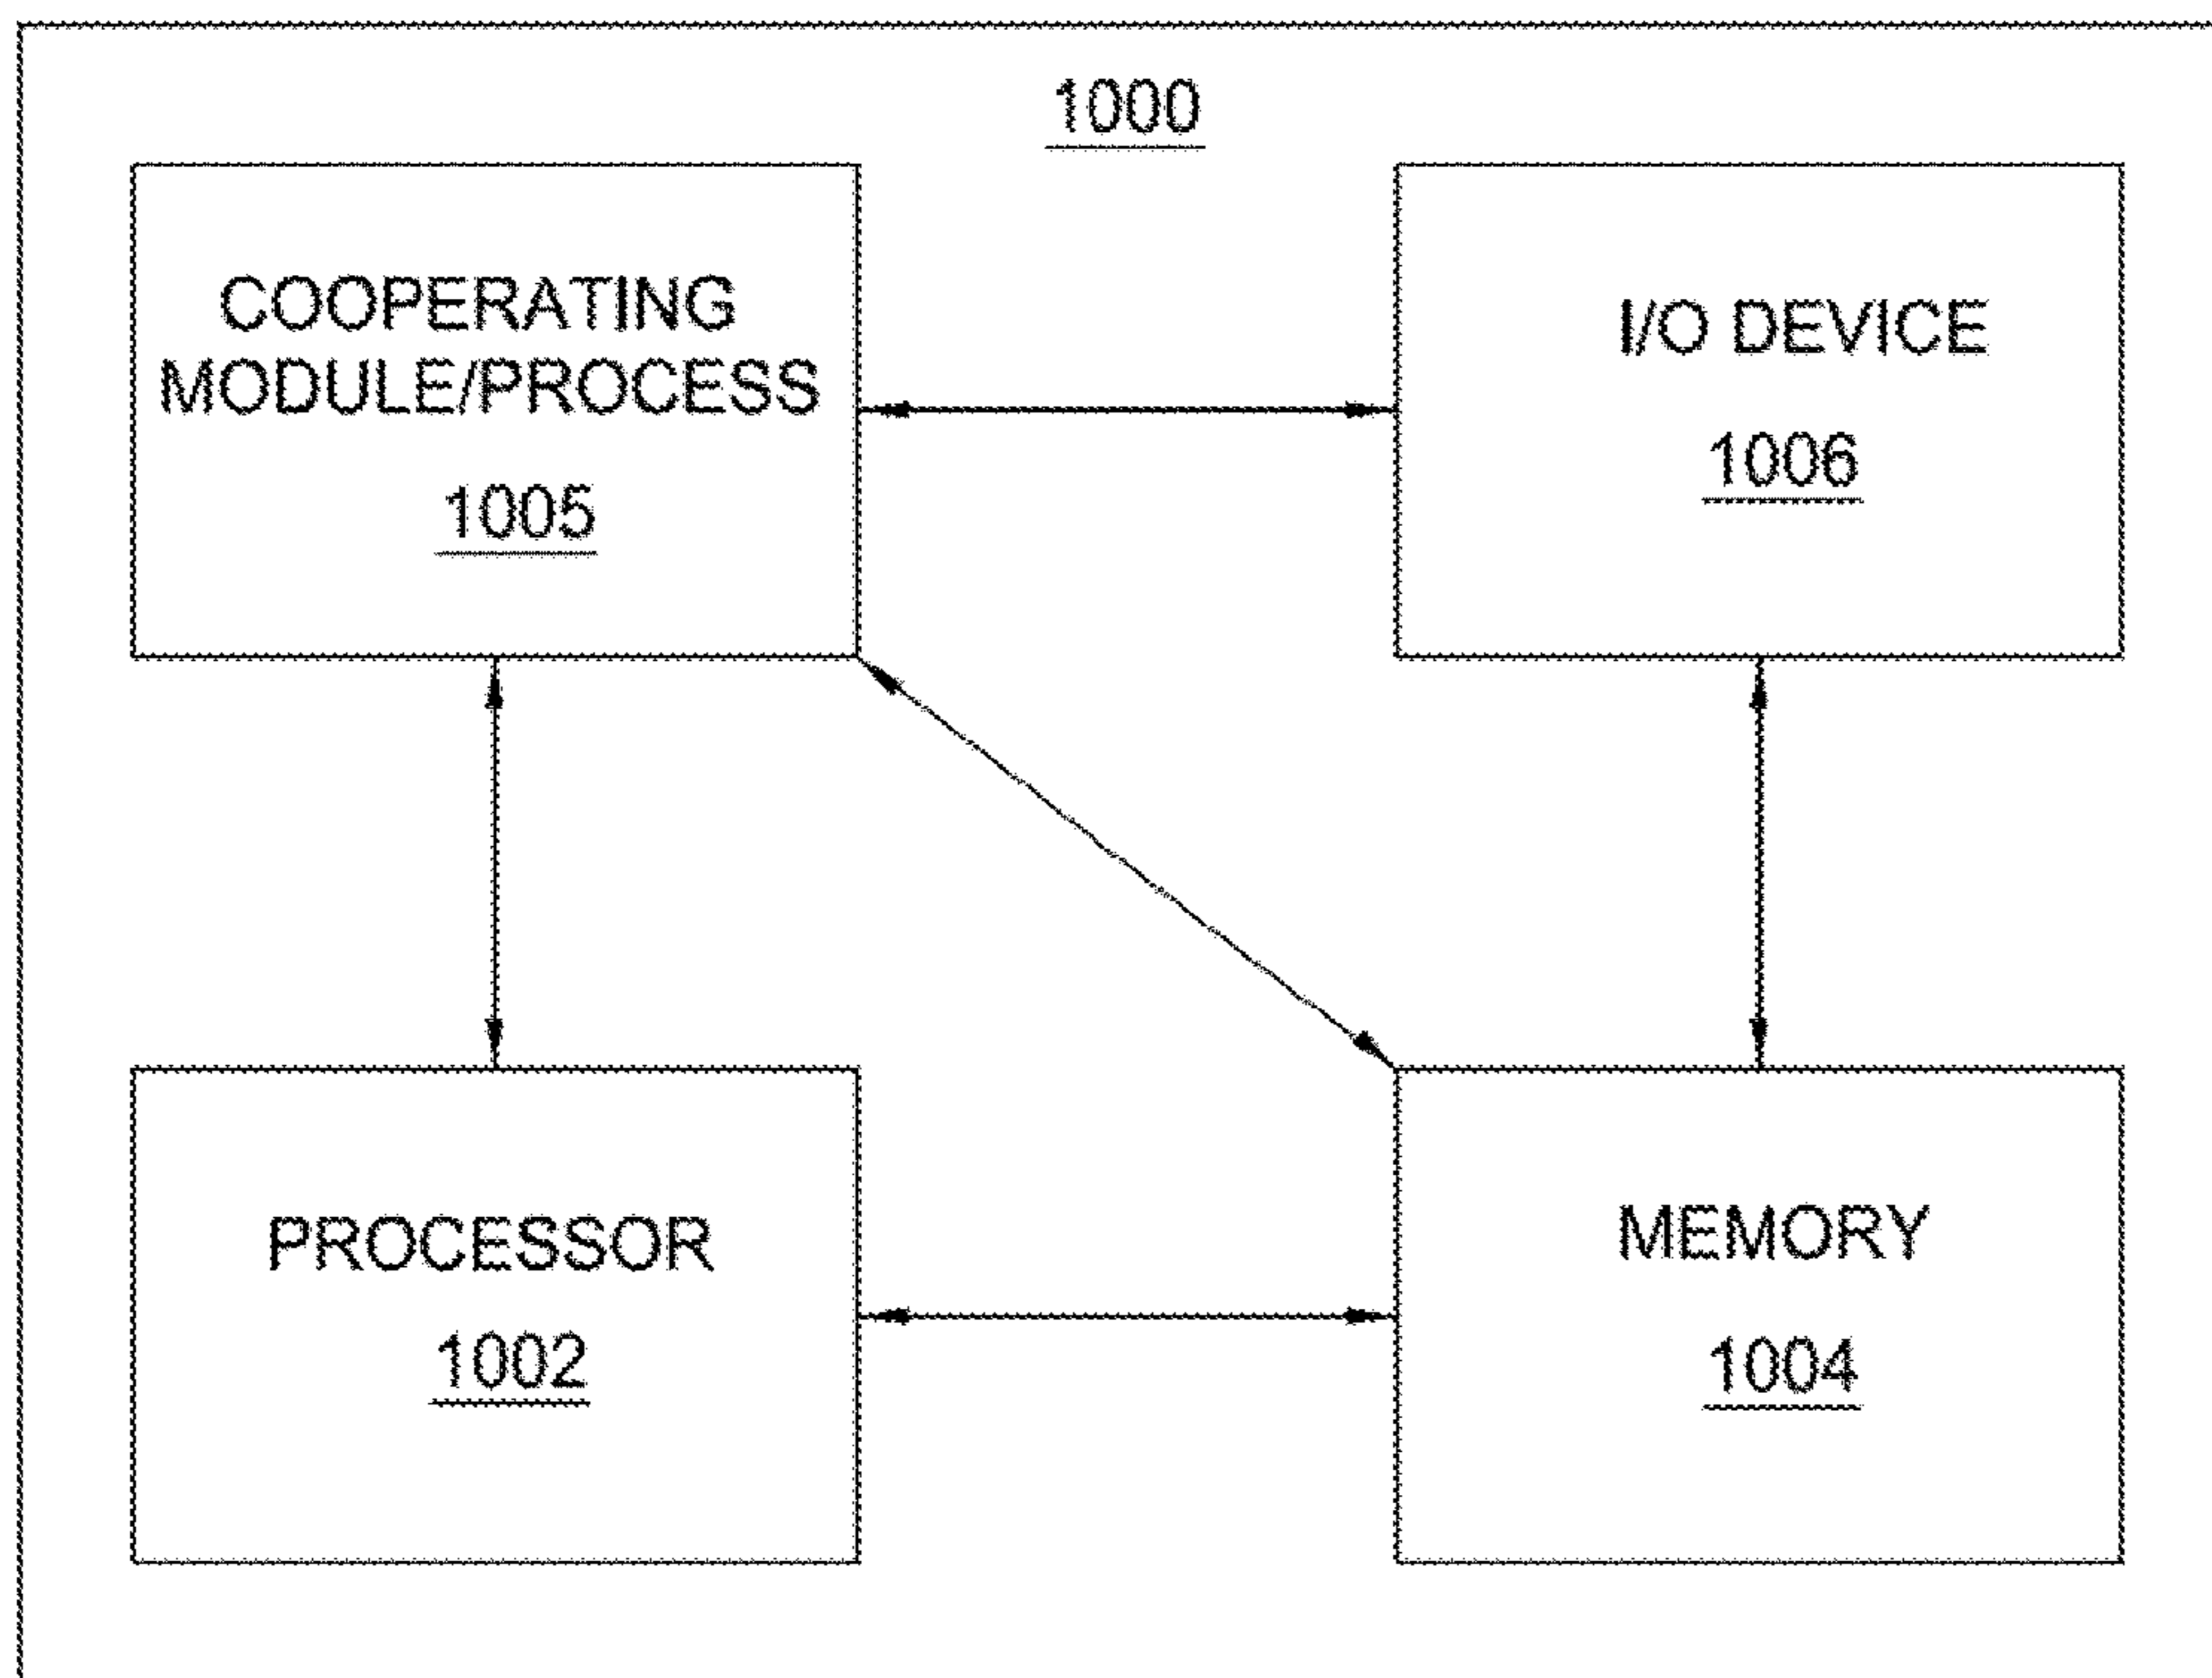 1000
COOPERATING
MODULE/PROCESS
1005
I/O DEVICE
1006
PROCESSOR
1002
MEMORY
1004